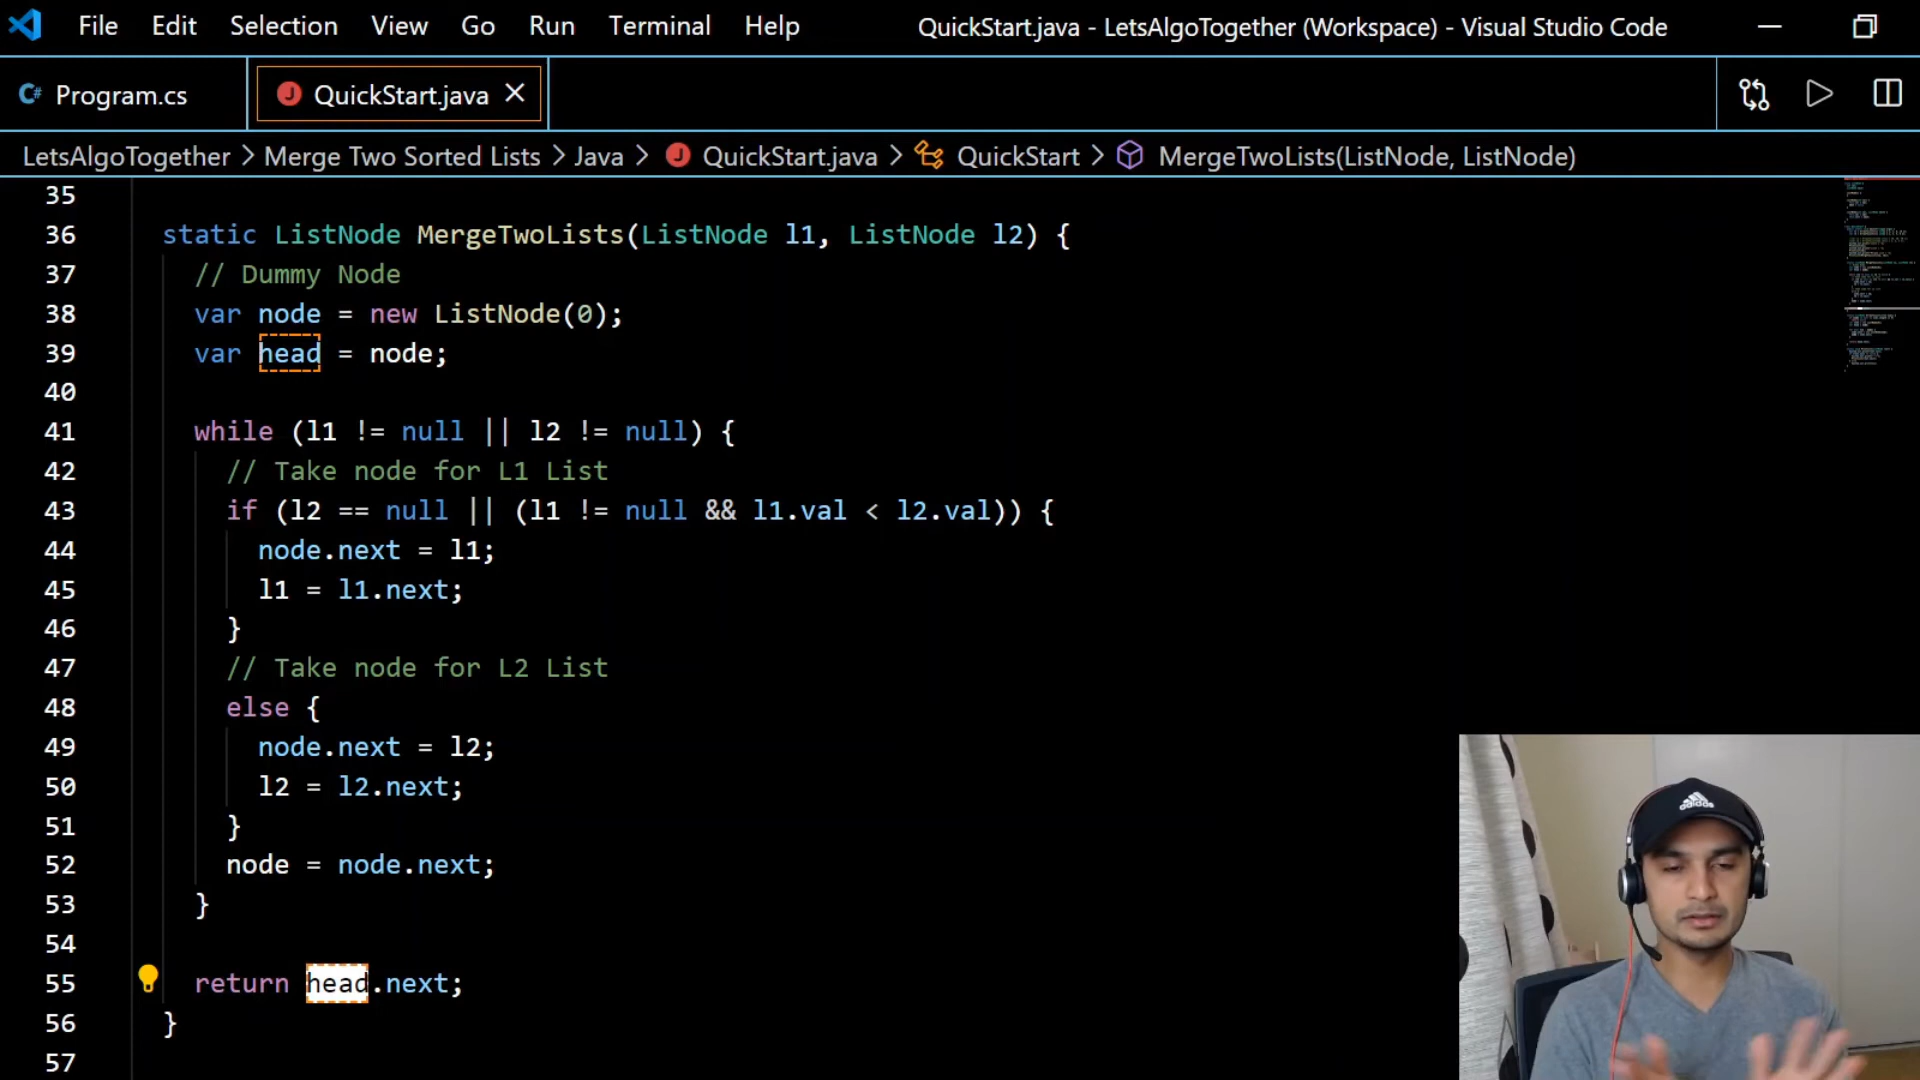 File Edit Selection View Go Run Terminal Help QuickStart.java - LetsAlgoTogether (Workspace) - Visual Studio Code
C# Program.cs J QuickStart.java
LetsAlgoTogether > Merge Two Sorted Lists > Java > J QuickStart.java > QuickStart > MergeTwoLists(ListNode, ListNode)
35
36 static ListNode MergeTwoLists(ListNode l1, ListNode l2) {
37 // Dummy Node
38 var node = new ListNode(0);
39 var head = node;
40
41 while (l1 != null || l2 != null) {
42 // Take node for L1 List
43 if (l2 == null || (l1 != null && l1.val < l2.val)) {
44 node.next = l1;
45 l1 = l1.next;
46 }
47 // Take node for L2 List
48 else {
49 node.next = l2;
50 l2 = l2.next;
51 }
52 node = node.next;
53 }
54
55 return head.next;
56 }
57
adidas